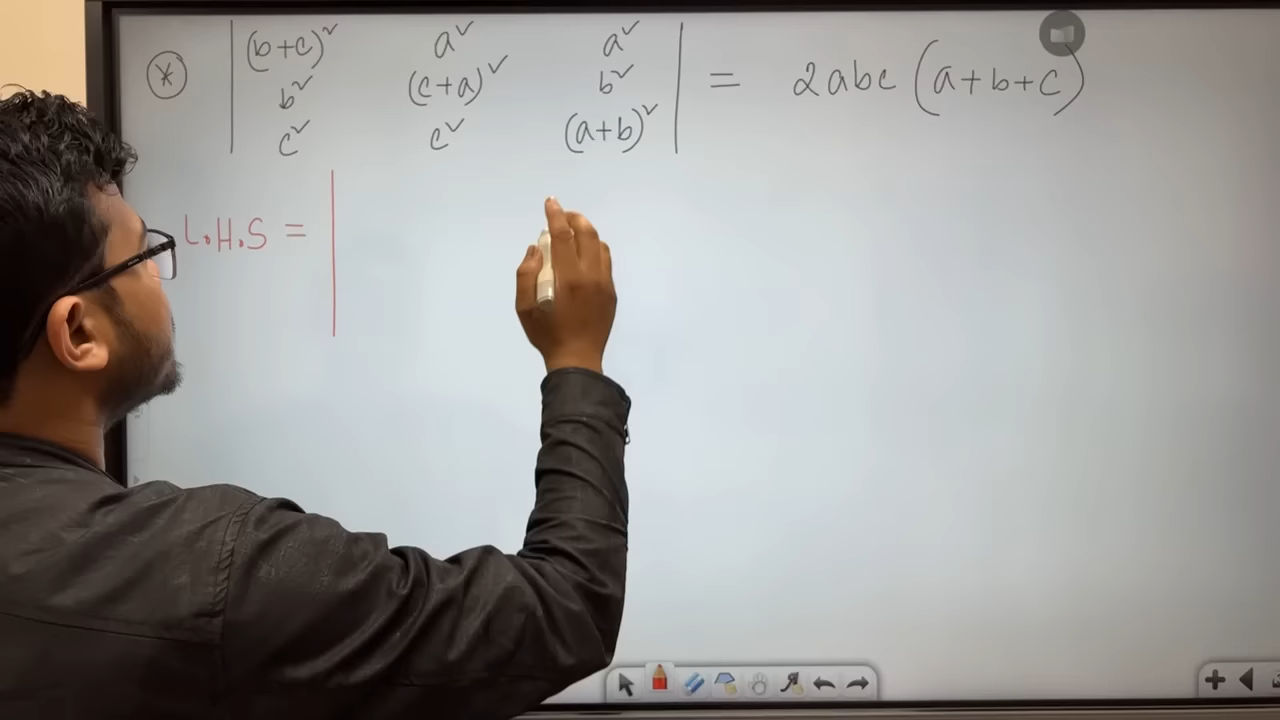 (*) | (b+c)² a² a² |
| b² (c+a)² b² | = 2abc (a+b+c)
| c² c² (a+b)² |
L.H.S = |